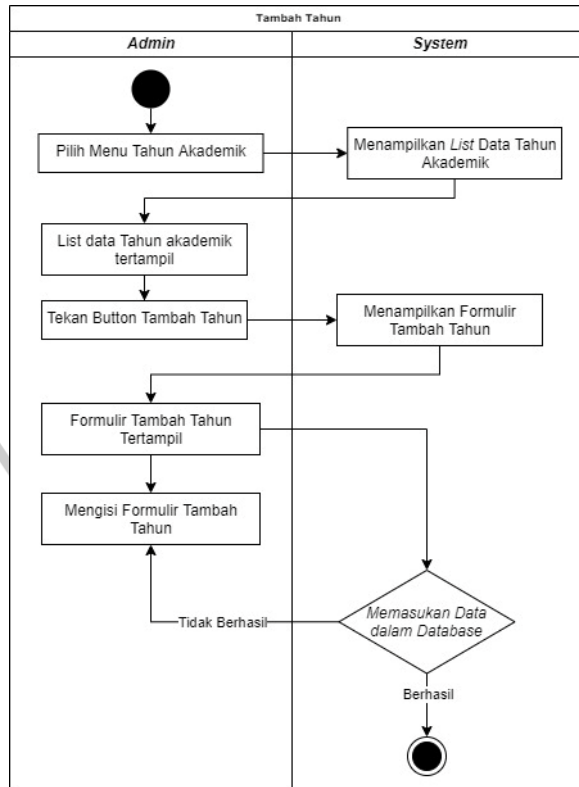 Tambah Tahun
Admin
System
Pilih Menu Tahun Akademik
Menampilkan List Data Tahun
Akademik
List data Tahun akademik
tertampil
Tekan Button Tambah Tahun
Menampilkan Formulir
Tambah Tahun
Formulir Tambah Tahun
Tertampil
Mengisi Formulir Tambah
Tahun
Memasukan Data
dalam Database
Tidak Berhasil
Berhasil